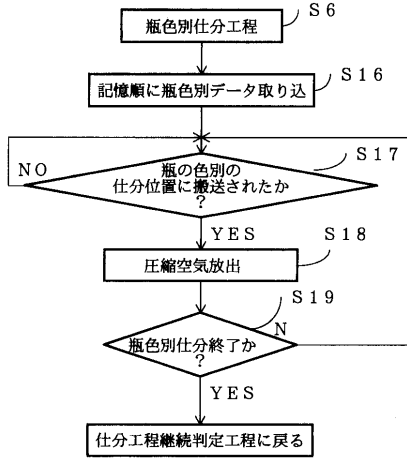 Ｓ６
瓶色別仕分工程
Ｓ１６
記憶順に瓶色別データ取り込
Ｓ１７
ＮＯ
瓶の色別の
仕分位置に搬送されたか
？
ＹＥＳ
Ｓ１８
圧縮空気放出
Ｓ１９
Ｎ
瓶色別仕分終了か
？
ＹＥＳ
仕分工程継続判定工程に戻る